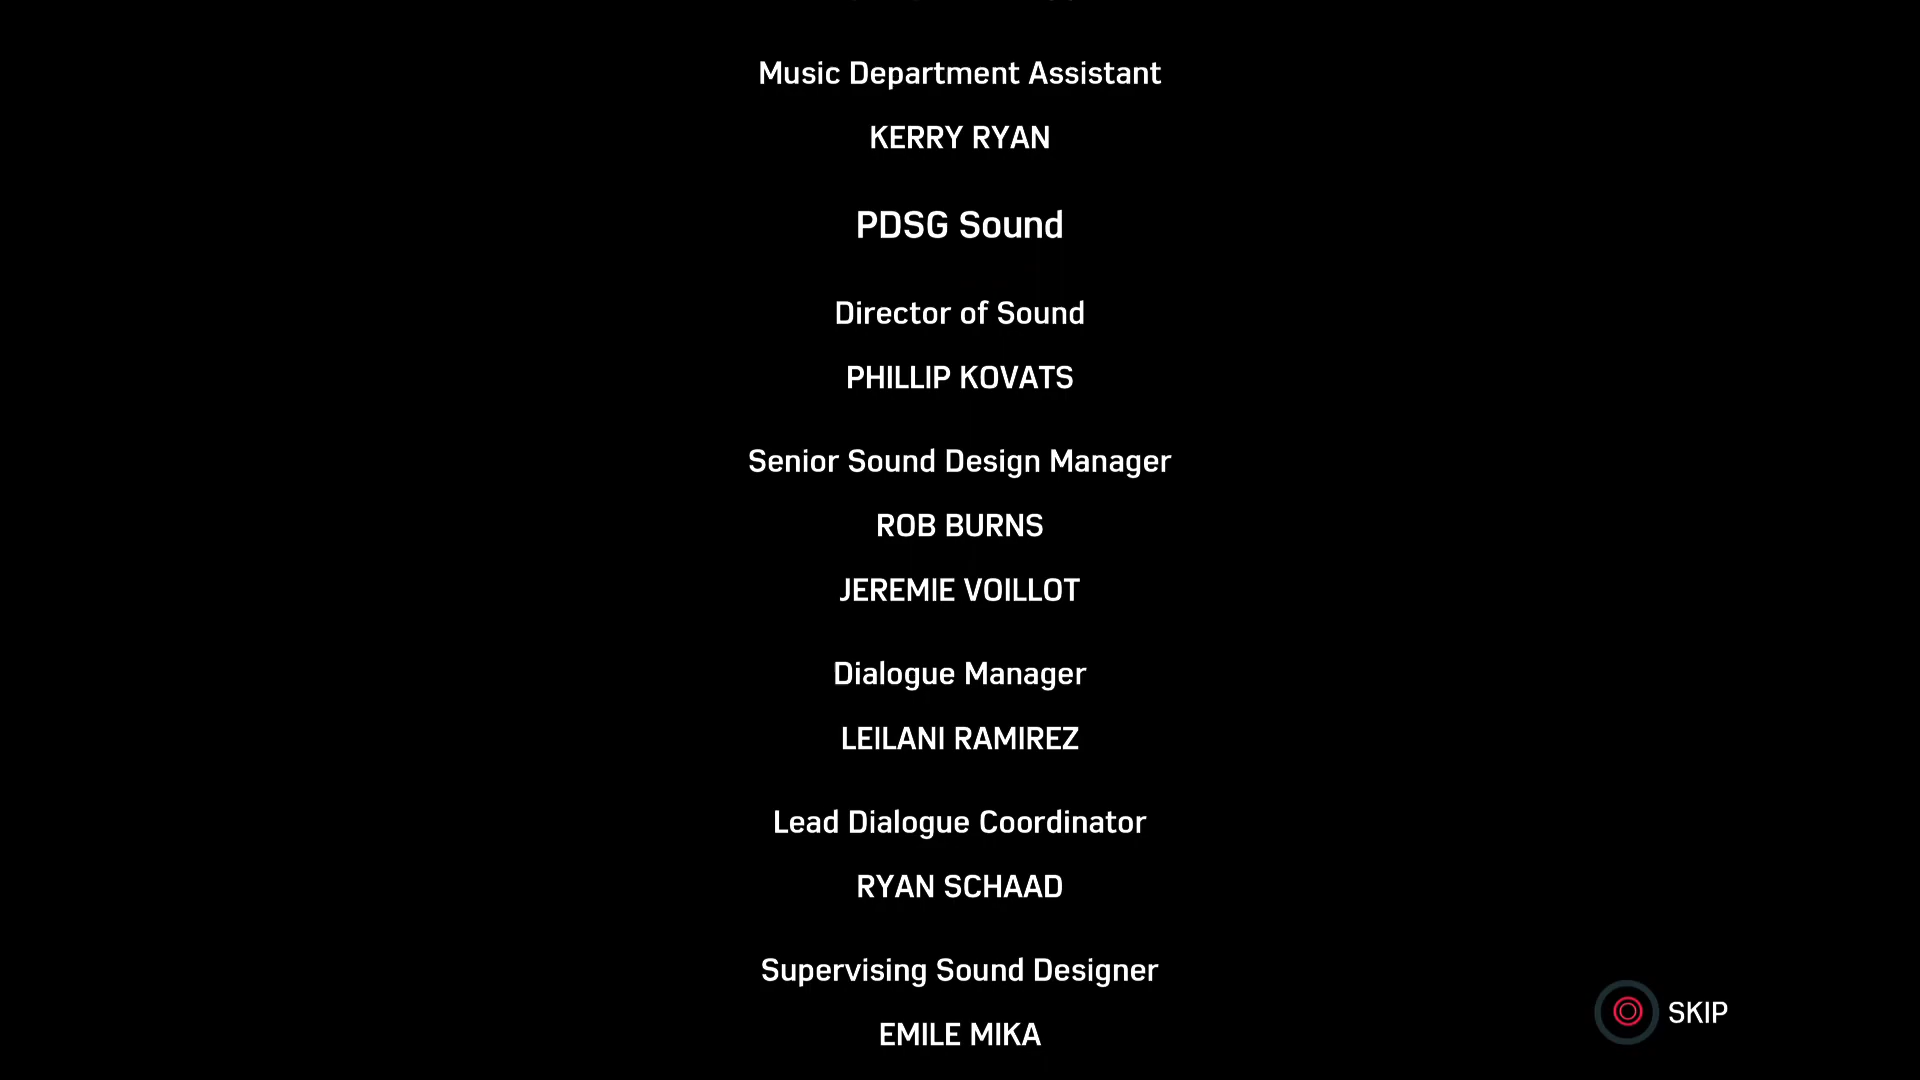 Music Department Assistant
KERRY RYAN
PDSG Sound
Director of Sound
PHILLIP KOVATS
Senior Sound Design Manager
ROB BURNS
JEREMIE VOILLOT
Dialogue Manager
LEILANI RAMIREZ
Lead Dialogue Coordinator
RYAN SCHAAD
Supervising Sound Designer
EMILE MIKA
SKIP